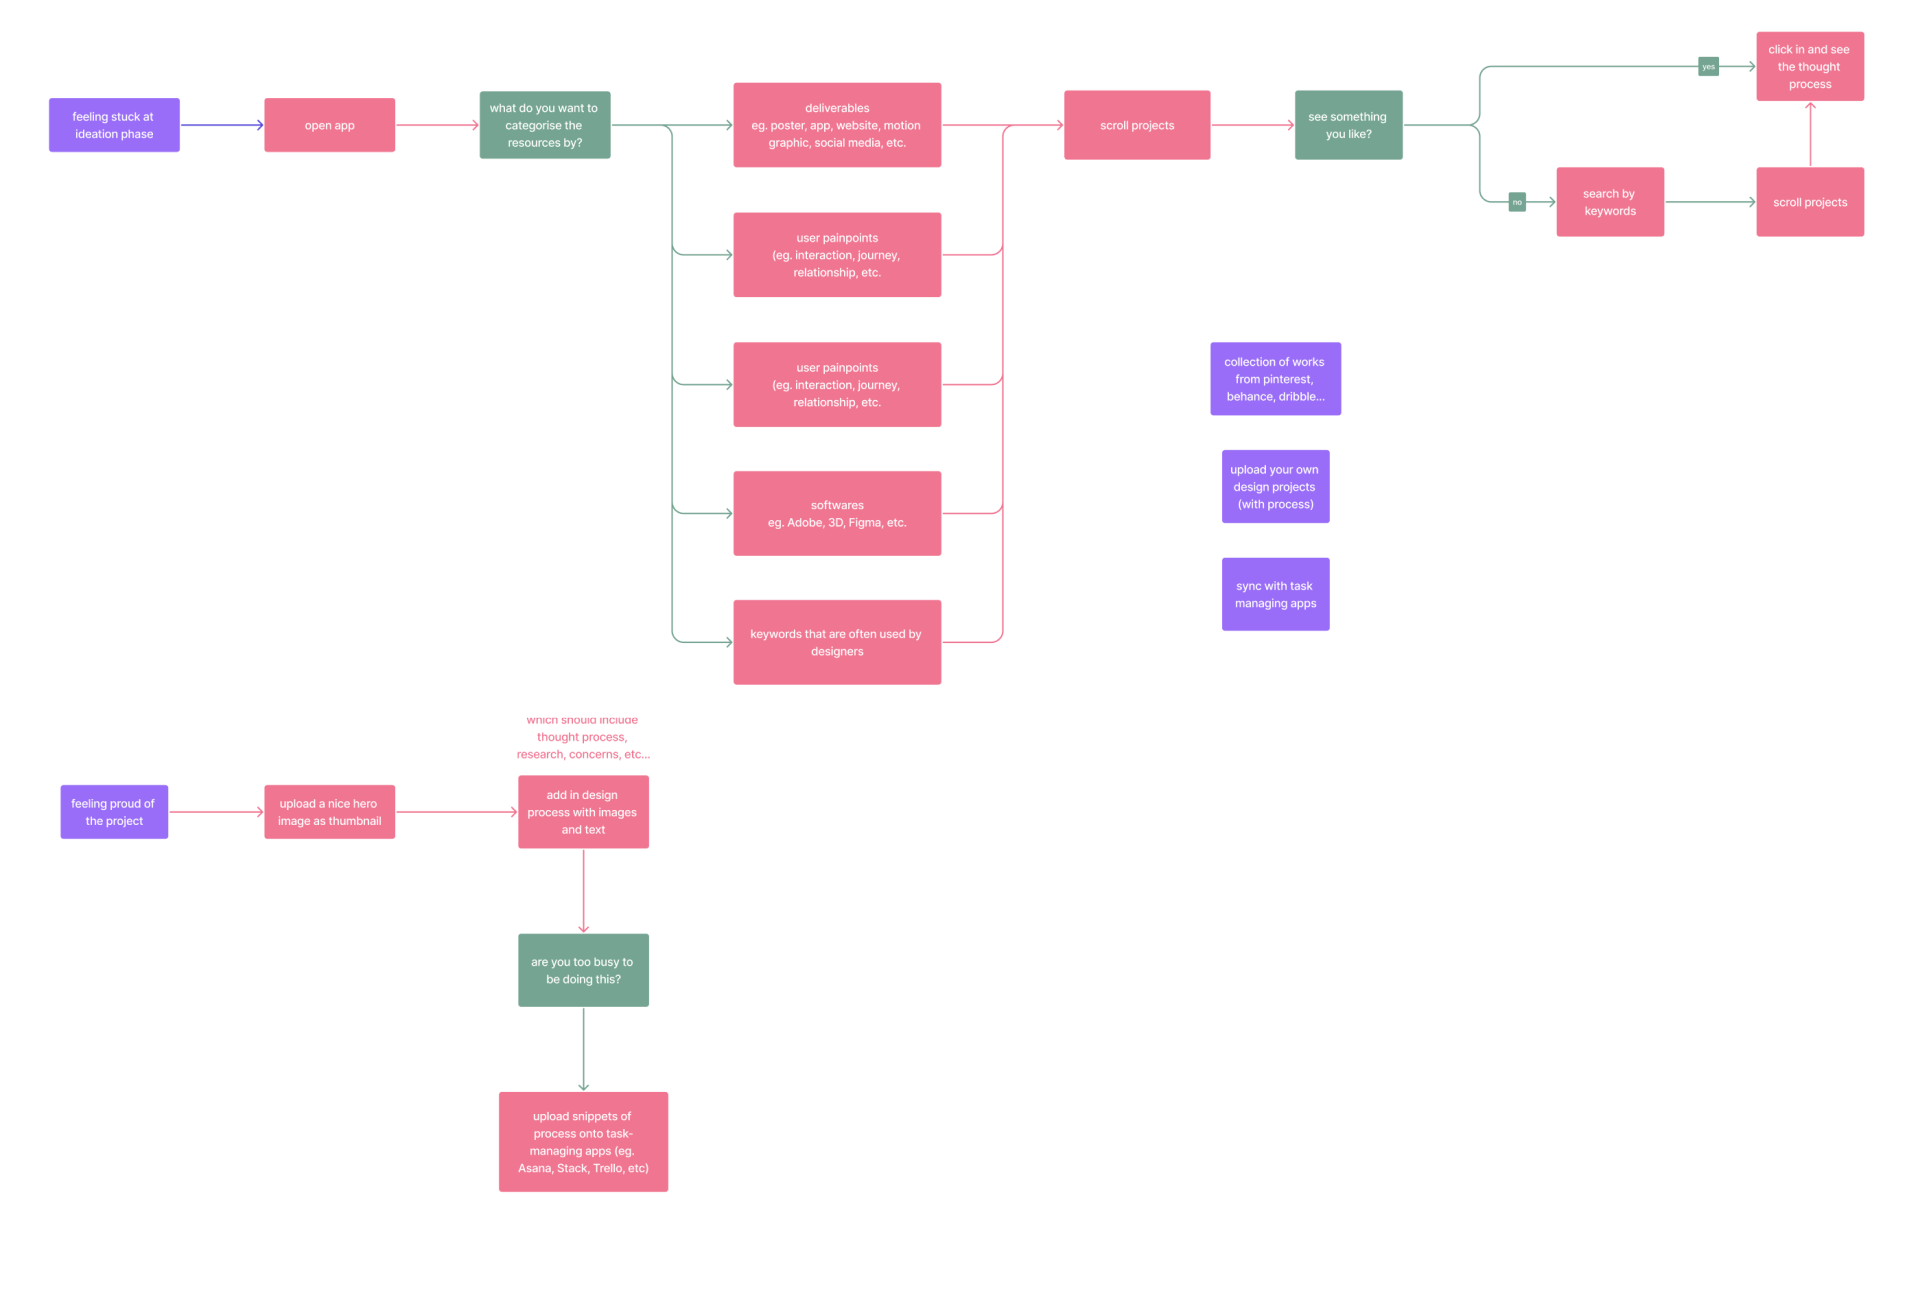 feeling stuck at
ideation phase
open app
what do you want to
categorise the
resources by?
deliverables
eg. poster, app, website, motion
graphic, social media, etc.
user painpoints
(eg. interaction, journey,
relationship, etc.
user painpoints
(eg. interaction, journey,
relationship, etc.
softwares
eg. Adobe, 3D, Figma, etc.
keywords that are often used by
designers
scroll projects
see something
you like?
yes
click in and see
the thought
process
no
search by
keywords
scroll projects
collection of works
from pinterest,
behance, dribble...
upload your own
design projects
(with process)
sync with task
managing apps
feeling proud of
the project
upload a nice hero
image as thumbnail
which should include
thought process,
research, concerns, etc...
add in design
process with images
and text
are you too busy to
be doing this?
upload snippets of
process onto task-
managing apps (eg.
Asana, Stack, Trello, etc)